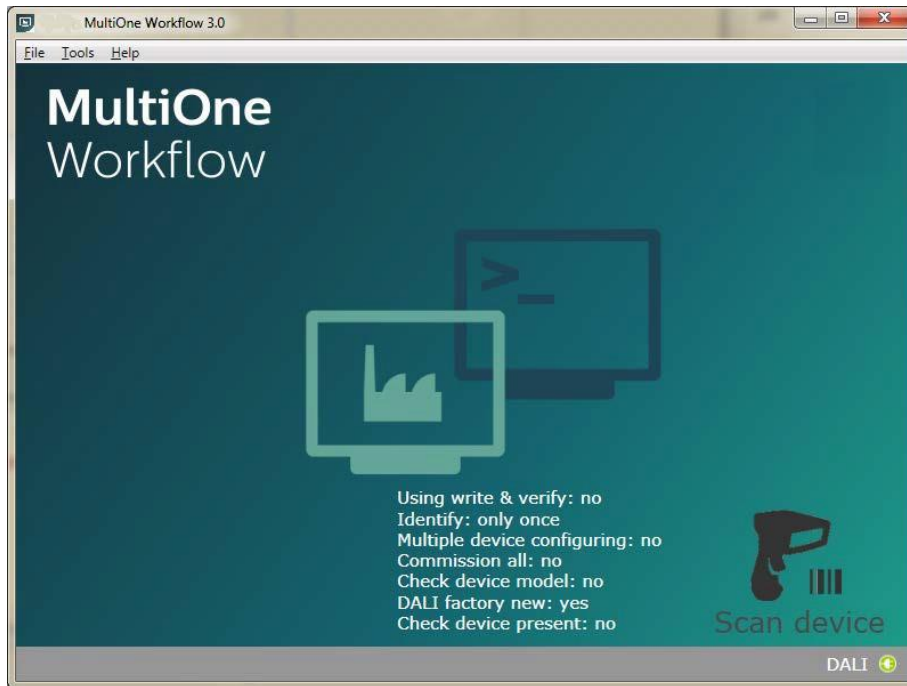 MultiOne Workflow 3.0
File Tools Help
MultiOne
Workflow
>_
Using write & verify: no
Identify: only once
Multiple device configuring: no
Commission all: no
Check device model: no
DALI factory new: yes
Check device present: no
Scan device
DALI